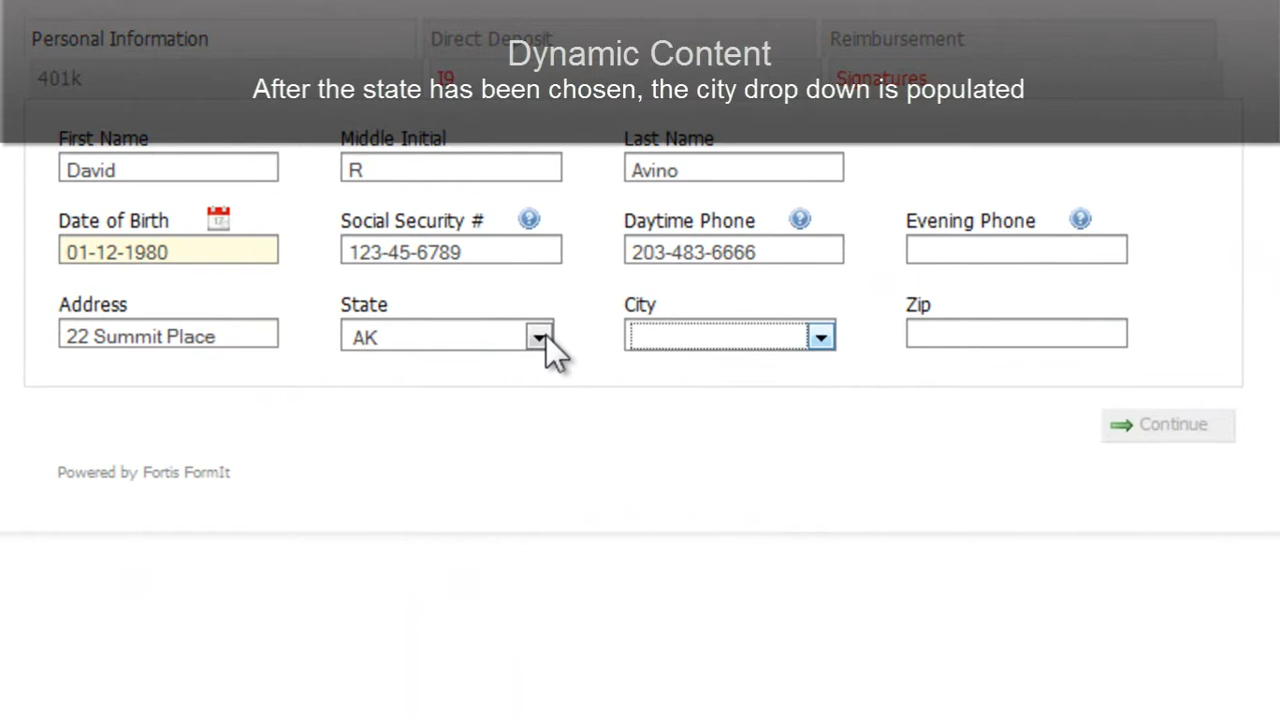 Personal Information
Direct Deposit
Reimbursement
Dynamic Content
401k
I9
Signatures
After the state has been chosen, the city drop down is populated
First Name
Middle Initial
Last Name
David
R
Avino
Date of Birth
Social Security #
Daytime Phone
Evening Phone
01-12-1980
123-45-6789
203-483-6666
Address
State
City
Zip
22 Summit Place
AK
Continue
Powered by Fortis FormIt